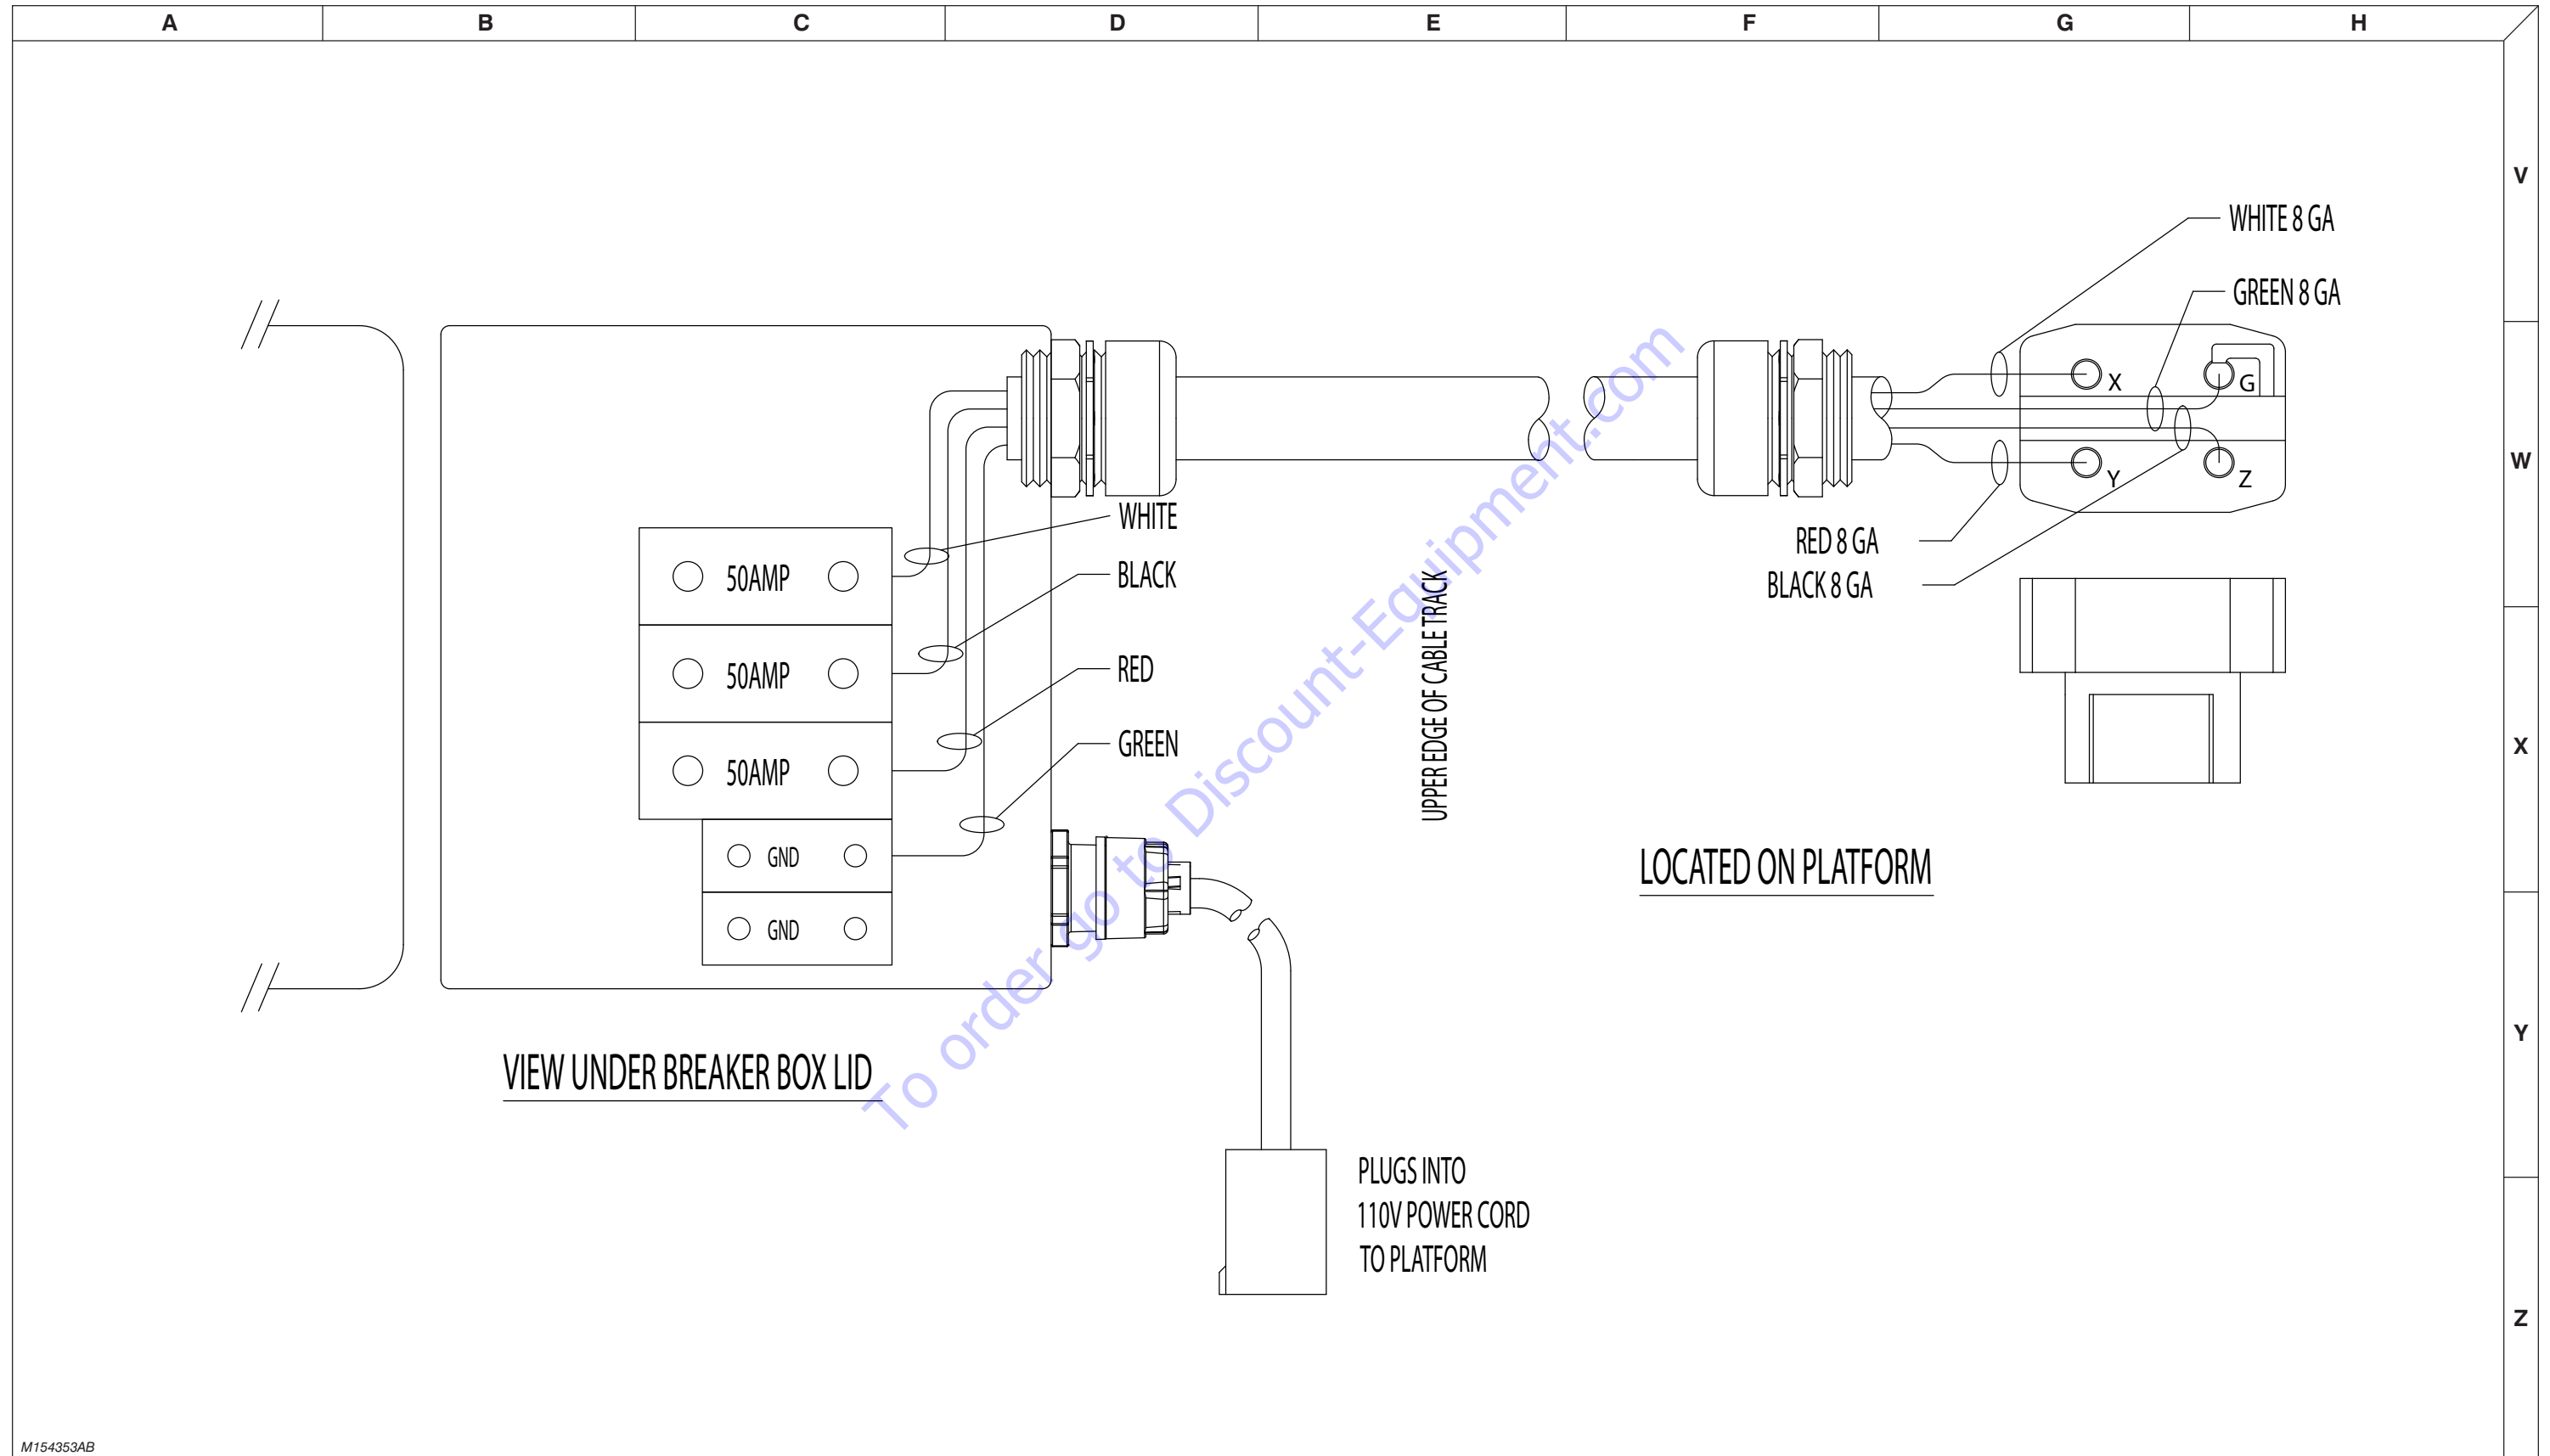 A B C D E F G H
V
WHITE 8 GA
GREEN 8 GA
X G
W
Y Z
WHITE
RED 8 GA
50AMP
BLACK
BLACK 8 GA
50AMP
RED
UPPER EDGE OF CABLE TRACK
GREEN
X
50AMP
GND
LOCATED ON PLATFORM
GND
Y
VIEW UNDER BREAKER BOX LID
PLUGS INTO
110V POWER CORD
TO PLATFORM
Z
To order go to Discount-Equipment.com
M154353AB